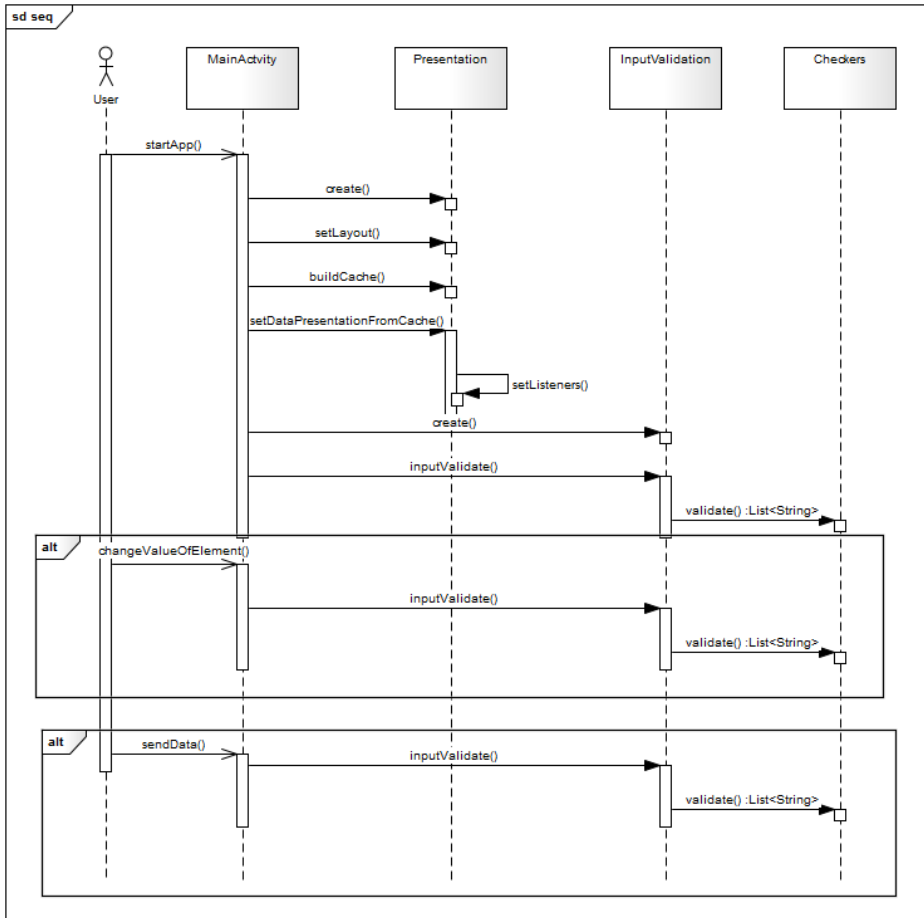 sd seq
MainActvity
Presentation
InputValidation
Checkers
User
startApp()
create()
setLayout()
buildCache()
setDataPresentationFromCache()
setListeners()
create()
inputValidate()
validate() :List<String>
alt
changeValueOfElement()
inputValidate()
validate() :List<String>
alt
sendData()
inputValidate()
validate() :List<String>